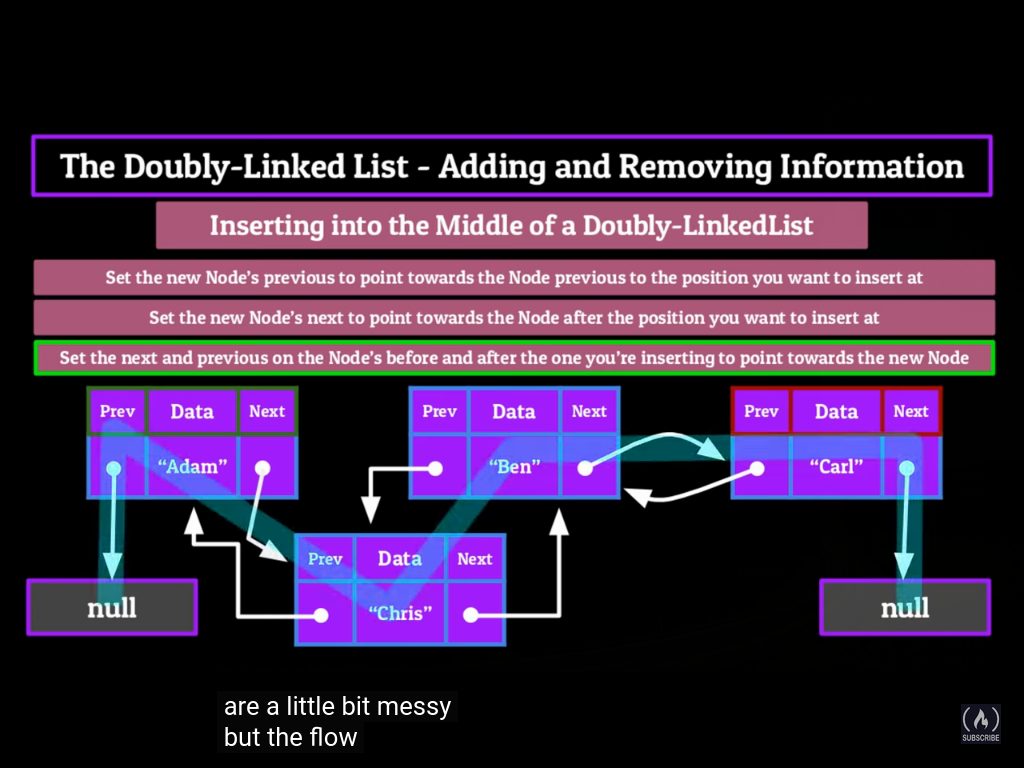 The Doubly-Linked List - Adding and Removing Information
Inserting into the Middle of a Doubly-LinkedList
Set the new Node's previous to point towards the Node previous to the position you want to insert at
Set the new Node's next to point towards the Node after the position you want to insert at
Set the next and previous on the Node's before and after the one you're inserting to point towards the new Node
Prev Data Next
"Adam"
Prev Data Next
"Ben"
Prev Data Next
"Carl"
Prev Data Next
"Chris"
null
null
are a little bit messy
but the flow
SUBSCRIBE